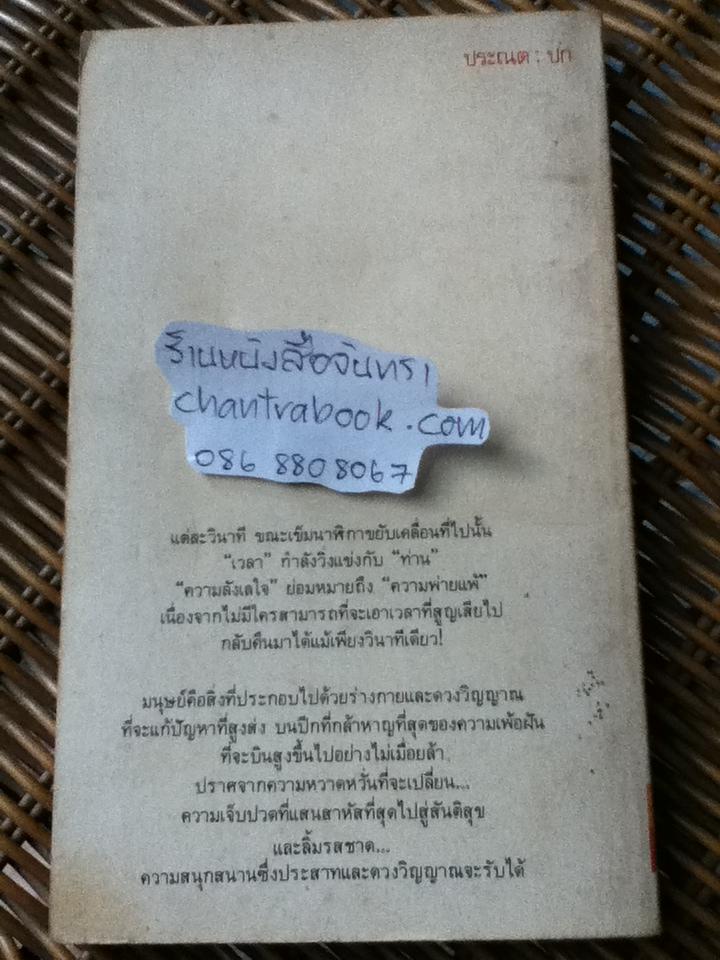 ประณต : ปก
ร้านหนังสือจันทรา
chantrabook.com
086 880 8067
แต่ละวินาที ขณะเข็มนาฬิกาขยับเคลื่อนที่ไปนั้น
“เวลา” กำลังวิ่งแข่งกับ “ท่าน”
“ความลังเลใจ” ย่อมหมายถึง “ความพ่ายแพ้”
เนื่องจากไม่มีใครสามารถที่จะเอาเวลาที่สูญเสียไป
กลับคืนมาได้แม้เพียงวินาทีเดียว!
มนุษย์คือสิ่งที่ประกอบไปด้วยร่างกายและดวงวิญญาณ
ที่จะแก้ปัญหาที่สูงส่ง บนปีกที่กล้าหาญที่สุดของความเพ้อฝัน
ที่จะบินสูงขึ้นไปอย่างไม่เมื่อยล้า
ปราศจากความหวาดหวั่นที่จะเปลี่ยน...
ความเจ็บปวดที่แสนสาหัสที่สุดไปสู่สันติสุข
และลิ้มรสชาด...
ความสนุกสนานซึ่งประสาทและดวงวิญญาณจะรับได้